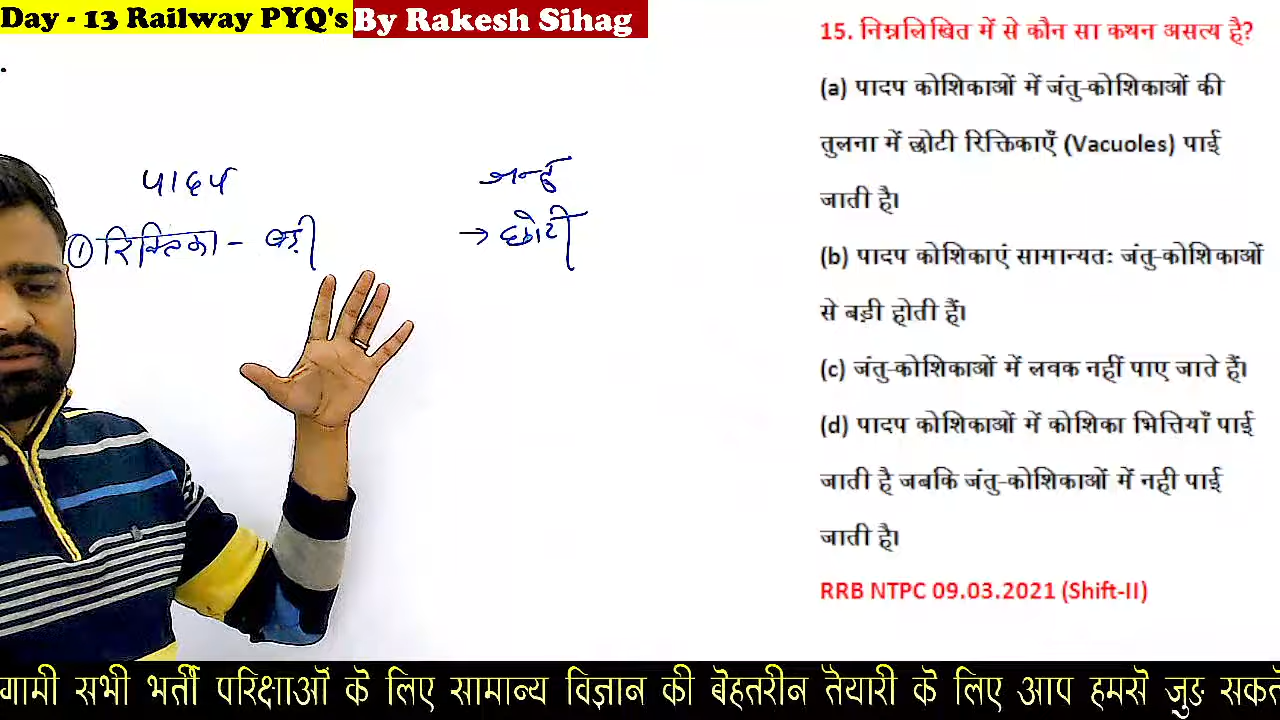 Day - 13 Railway PYQ's By Rakesh Sihag
15. निम्नलिखित में से कौन सा कथन असत्य है?
(a) पादप कोशिकाओं में जंतु-कोशिकाओं की
तुलना में छोटी रिक्तिकाएँ (Vacuoles) पाई
जाती है।
(b) पादप कोशिकाएं सामान्यतः जंतु-कोशिकाओं
से बड़ी होती हैं।
(c) जंतु-कोशिकाओं में लवक नहीं पाए जाते हैं।
(d) पादप कोशिकाओं में कोशिका भित्तियाँ पाई
जाती है जबकि जंतु-कोशिकाओं में नही पाई
जाती है।
RRB NTPC 09.03.2021 (Shift-II)
पादप जन्तु
① रिक्तिका - बड़ी → छोटी
गामी सभी भर्ती परिक्षाओं के लिए सामान्य विज्ञान की बेहतरीन तैयारी के लिए आप हमसे जुङ सकते